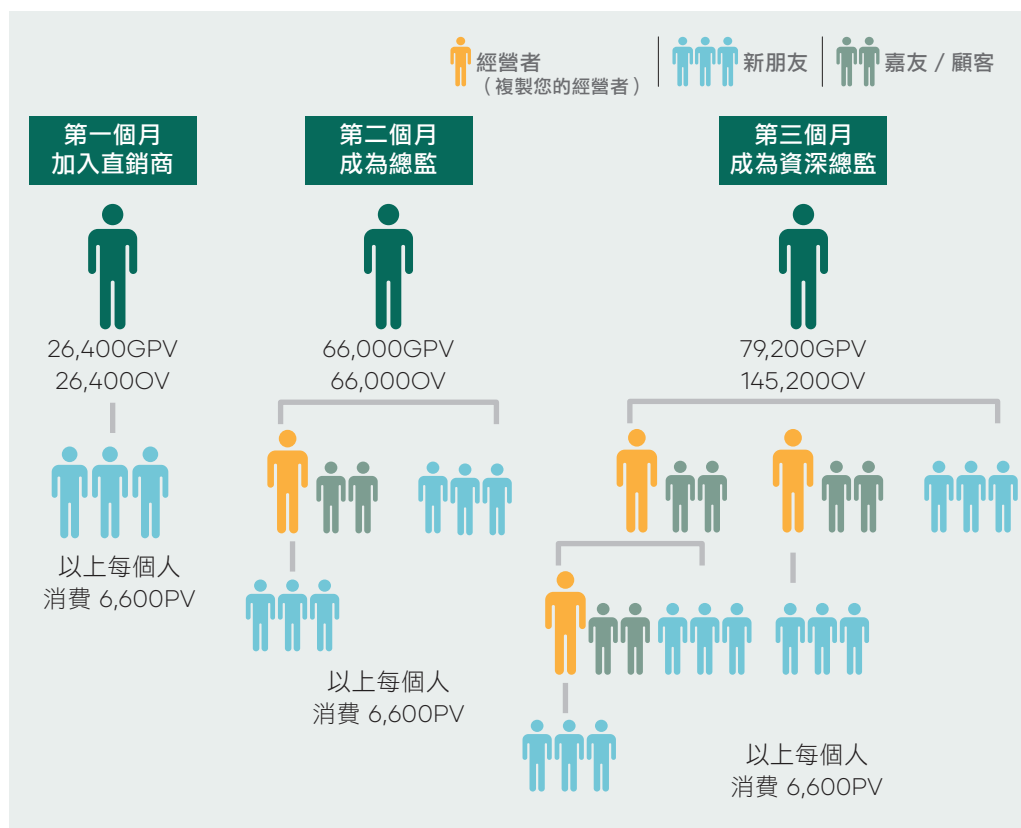 經營者
（複製您的經營者）
新朋友
嘉友 / 顧客
第一個月
加入直銷商
第二個月
成為總監
第三個月
成為資深總監
26,400GPV
26,400OV
66,000GPV
66,000OV
79,200GPV
145,200OV
以上每個人
消費 6,600PV
以上每個人
消費 6,600PV
以上每個人
消費 6,600PV